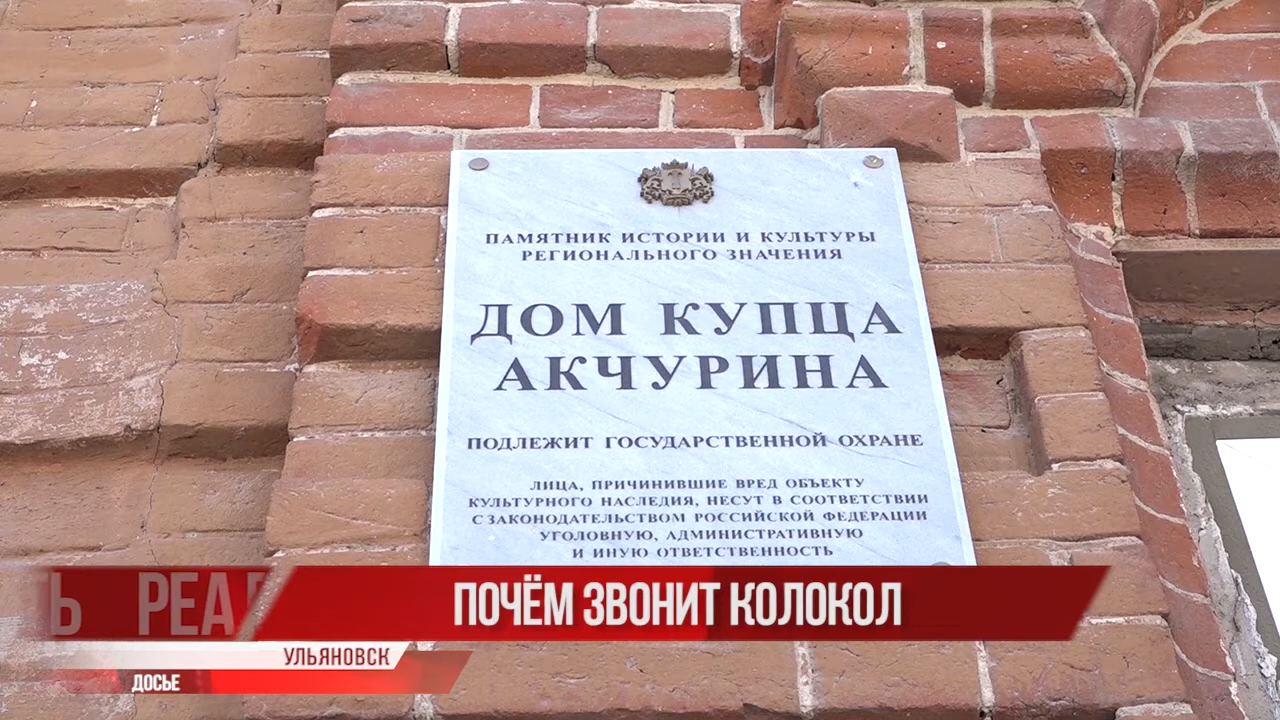 ПАМЯТНИК ИСТОРИИ И КУЛЬТУРЫ
РЕГИОНАЛЬНОГО ЗНАЧЕНИЯ
ДОМ КУПЦА
АКЧУРИНА
ПОДЛЕЖИТ ГОСУДАРСТВЕННОЙ ОХРАНЕ
ЛИЦА, ПРИЧИНИВШИЕ ВРЕД ОБЪЕКТУ
КУЛЬТУРНОГО НАСЛЕДИЯ, НЕСУТ В СООТВЕТСТВИИ
С ЗАКОНОДАТЕЛЬСТВОМ РОССИЙСКОЙ ФЕДЕРАЦИИ
УГОЛОВНУЮ, АДМИНИСТРАТИВНУЮ
И ИНУЮ ОТВЕТСТВЕННОСТЬ
ПОЧЁМ ЗВОНИТ КОЛОКОЛ
УЛЬЯНОВСК
ДОСЬЕ